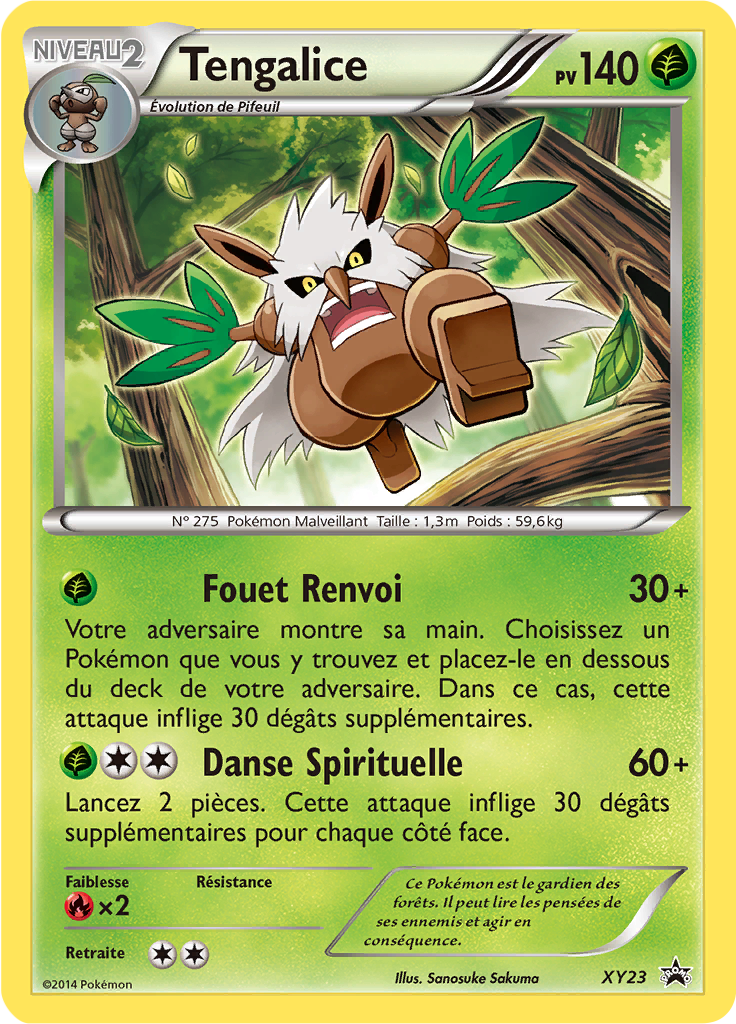 NIVEAU2
Tengalice
PV140
Évolution de Pifeuil
N° 275 Pokémon Malveillant Taille : 1,3m Poids : 59,6kg
Fouet Renvoi 30+
Votre adversaire montre sa main. Choisissez un
Pokémon que vous y trouvez et placez-le en dessous
du deck de votre adversaire. Dans ce cas, cette
attaque inflige 30 dégâts supplémentaires.
Danse Spirituelle 60+
Lancez 2 pièces. Cette attaque inflige 30 dégâts
supplémentaires pour chaque côté face.
Faiblesse Résistance
×2
Ce Pokémon est le gardien des
forêts. Il peut lire les pensées de
ses ennemis et agir en
conséquence.
Retraite
©2014 Pokémon
Illus. Sanosuke Sakuma
XY23
PROMO